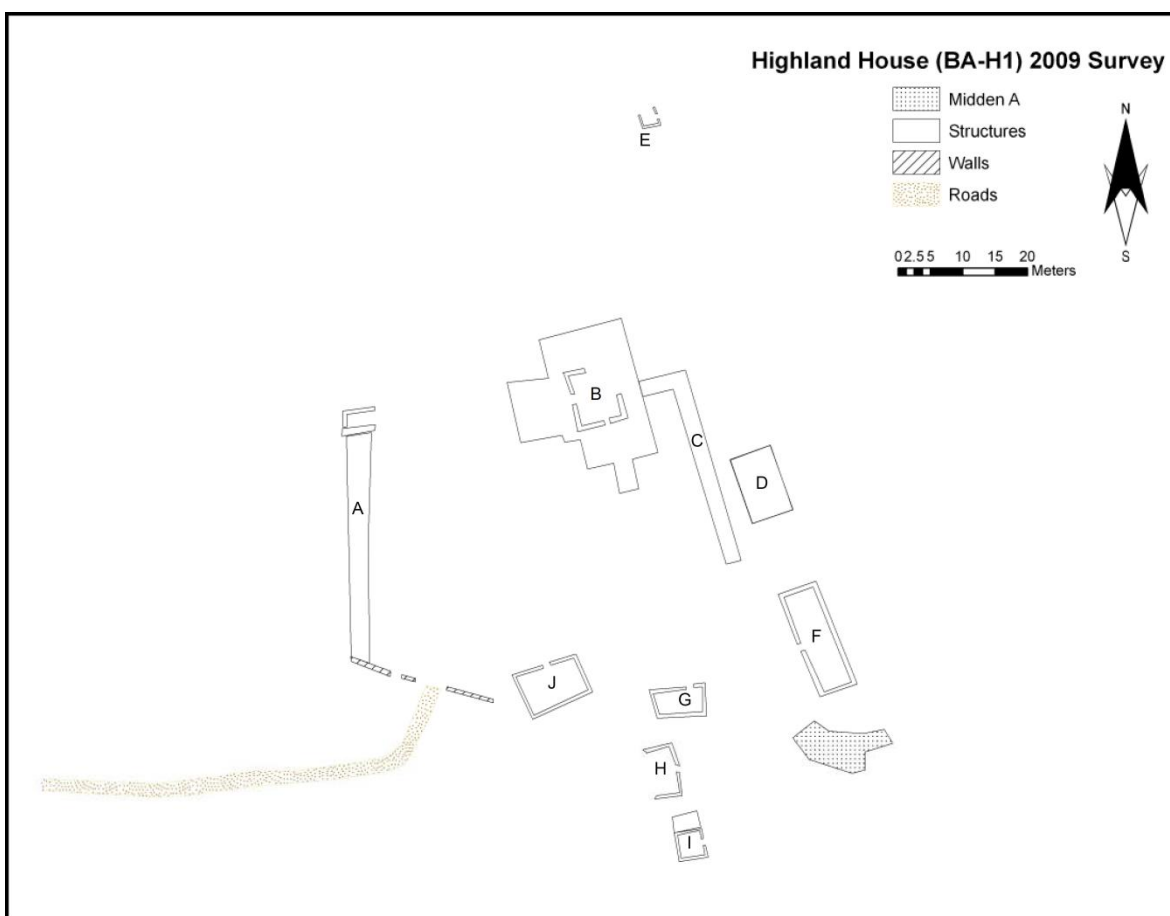 Highland House (BA-H1) 2009 Survey
Midden A
Structures
Walls
Roads
N
S
0 2.5 5 10 15 20
Meters
E
B
C
D
A
F
J
G
H
I